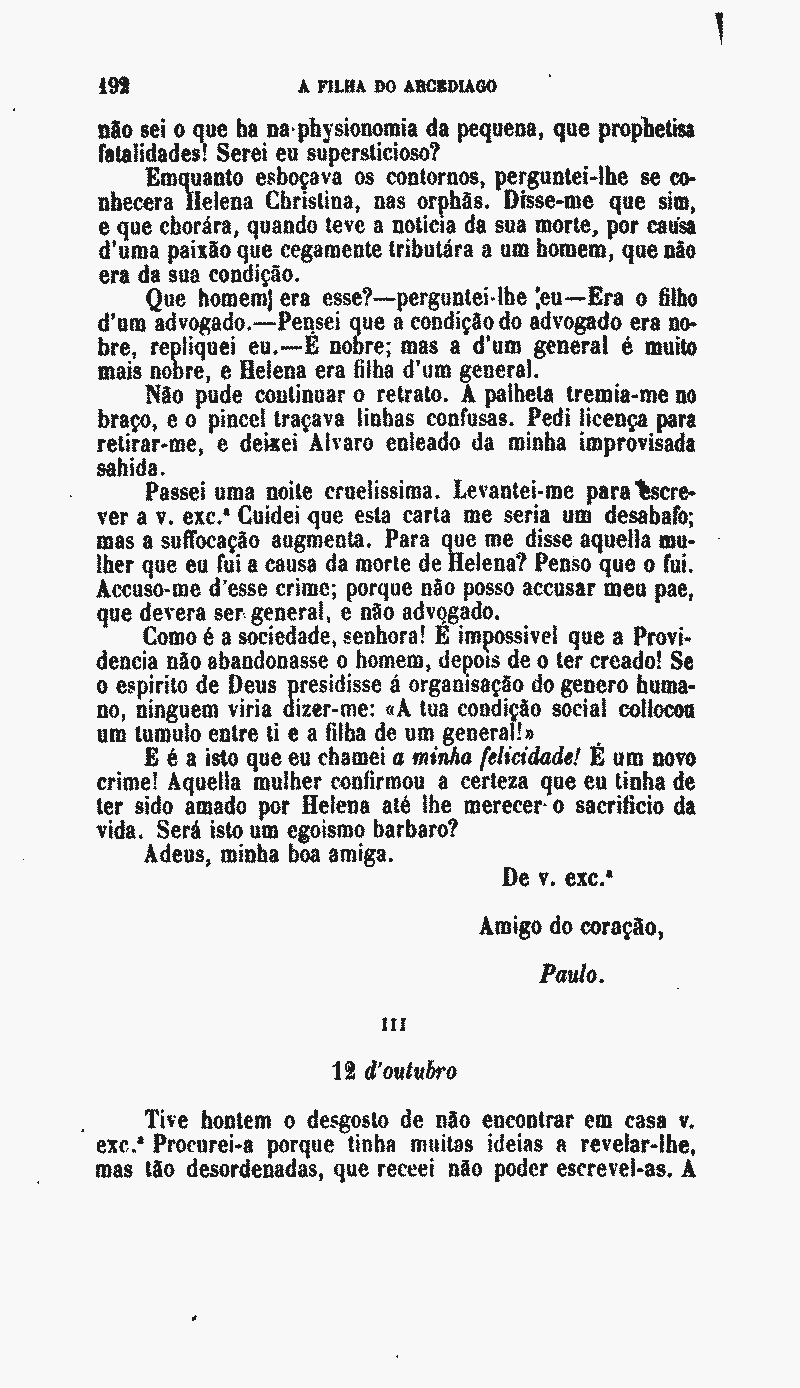 192 A FILHA DO ARCEDIAGO
não sei o que ha na physionomia da pequena, que prophetisa
fatalidades! Serei eu supersticioso?
Emquanto esboçava os contornos, perguntei-lhe se co-
nhecera Helena Christina, nas orphãs. Disse-me que sim,
e que chorára, quando teve a noticia da sua morte, por causa
d'uma paixão que cegamente tributára a um homem, que não
era da sua condição.
Que homem] era esse?—perguntei-lhe eu—Era o filho
d'um advogado.—Pensei que a condição do advogado era no-
bre, repliquei eu.—É nobre; mas a d'um general é muito
mais nobre, e Helena era filha d'um general.
Não pude continuar o retrato. A palheta tremia-me no
braço, e o pincel traçava linhas confusas. Pedi licença para
retirar-me, e deixei Alvaro enleado da minha improvisada
sahida.
Passei uma noite cruelissima. Levantei-me para escre-
ver a v. exc.ª Cuidei que esta carta me seria um desabafo;
mas a suffocação augmenta. Para que me disse aquella mu-
lher que eu fui a causa da morte de Helena? Penso que o fui.
Accuso-me d'esse crime; porque não posso accusar meu pae,
que devera ser general, e não advogado.
Como é a sociedade, senhora! É impossivel que a Provi-
dencia não abandonasse o homem, depois de o ter creado! Se
o espirito de Deus presidisse á organisação do genero huma-
no, ninguem viria dizer-me: «A tua condição social collocou
um tumulo entre ti e a filha de um general!»
E é a isto que eu chamei a minha felicidade! É um novo
crime! Aquella mulher confirmou a certeza que eu tinha de
ter sido amado por Helena até lhe merecer o sacrificio da
vida. Será isto um egoismo barbaro?
Adeus, minha boa amiga.
De v. exc.ª
Amigo do coração,
Paulo.
III
12 d'outubro
Tive hontem o desgosto de não encontrar em casa v.
exc.ª Procurei-a porque tinha muitas ideias a revelar-lhe,
mas tão desordenadas, que receei não poder escrevel-as. A